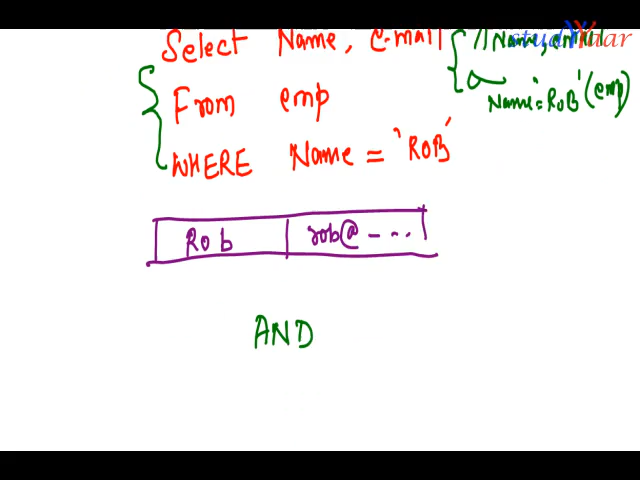 Select Name, e-mail
From emp
WHERE Name = 'ROB'
Name = 'ROB' (emp)
Rob rob@ - ...
AND